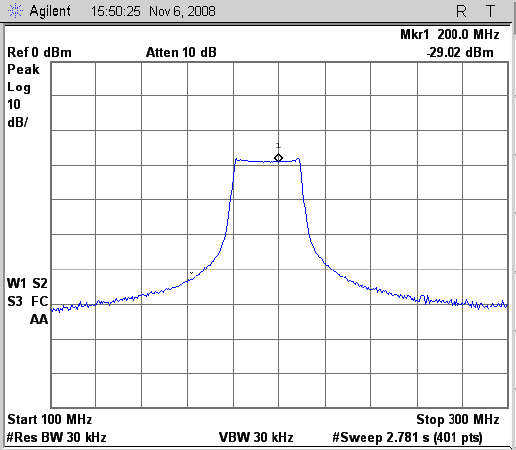 Agilent 15:50:25 Nov 6, 2008 R T
Mkr1 200.0 MHz
Ref 0 dBm Atten 10 dB -29.02 dBm
Peak
Log
10
dB/
1
W1 S2
S3 FC
AA
Start 100 MHz Stop 300 MHz
#Res BW 30 kHz VBW 30 kHz #Sweep 2.781 s (401 pts)